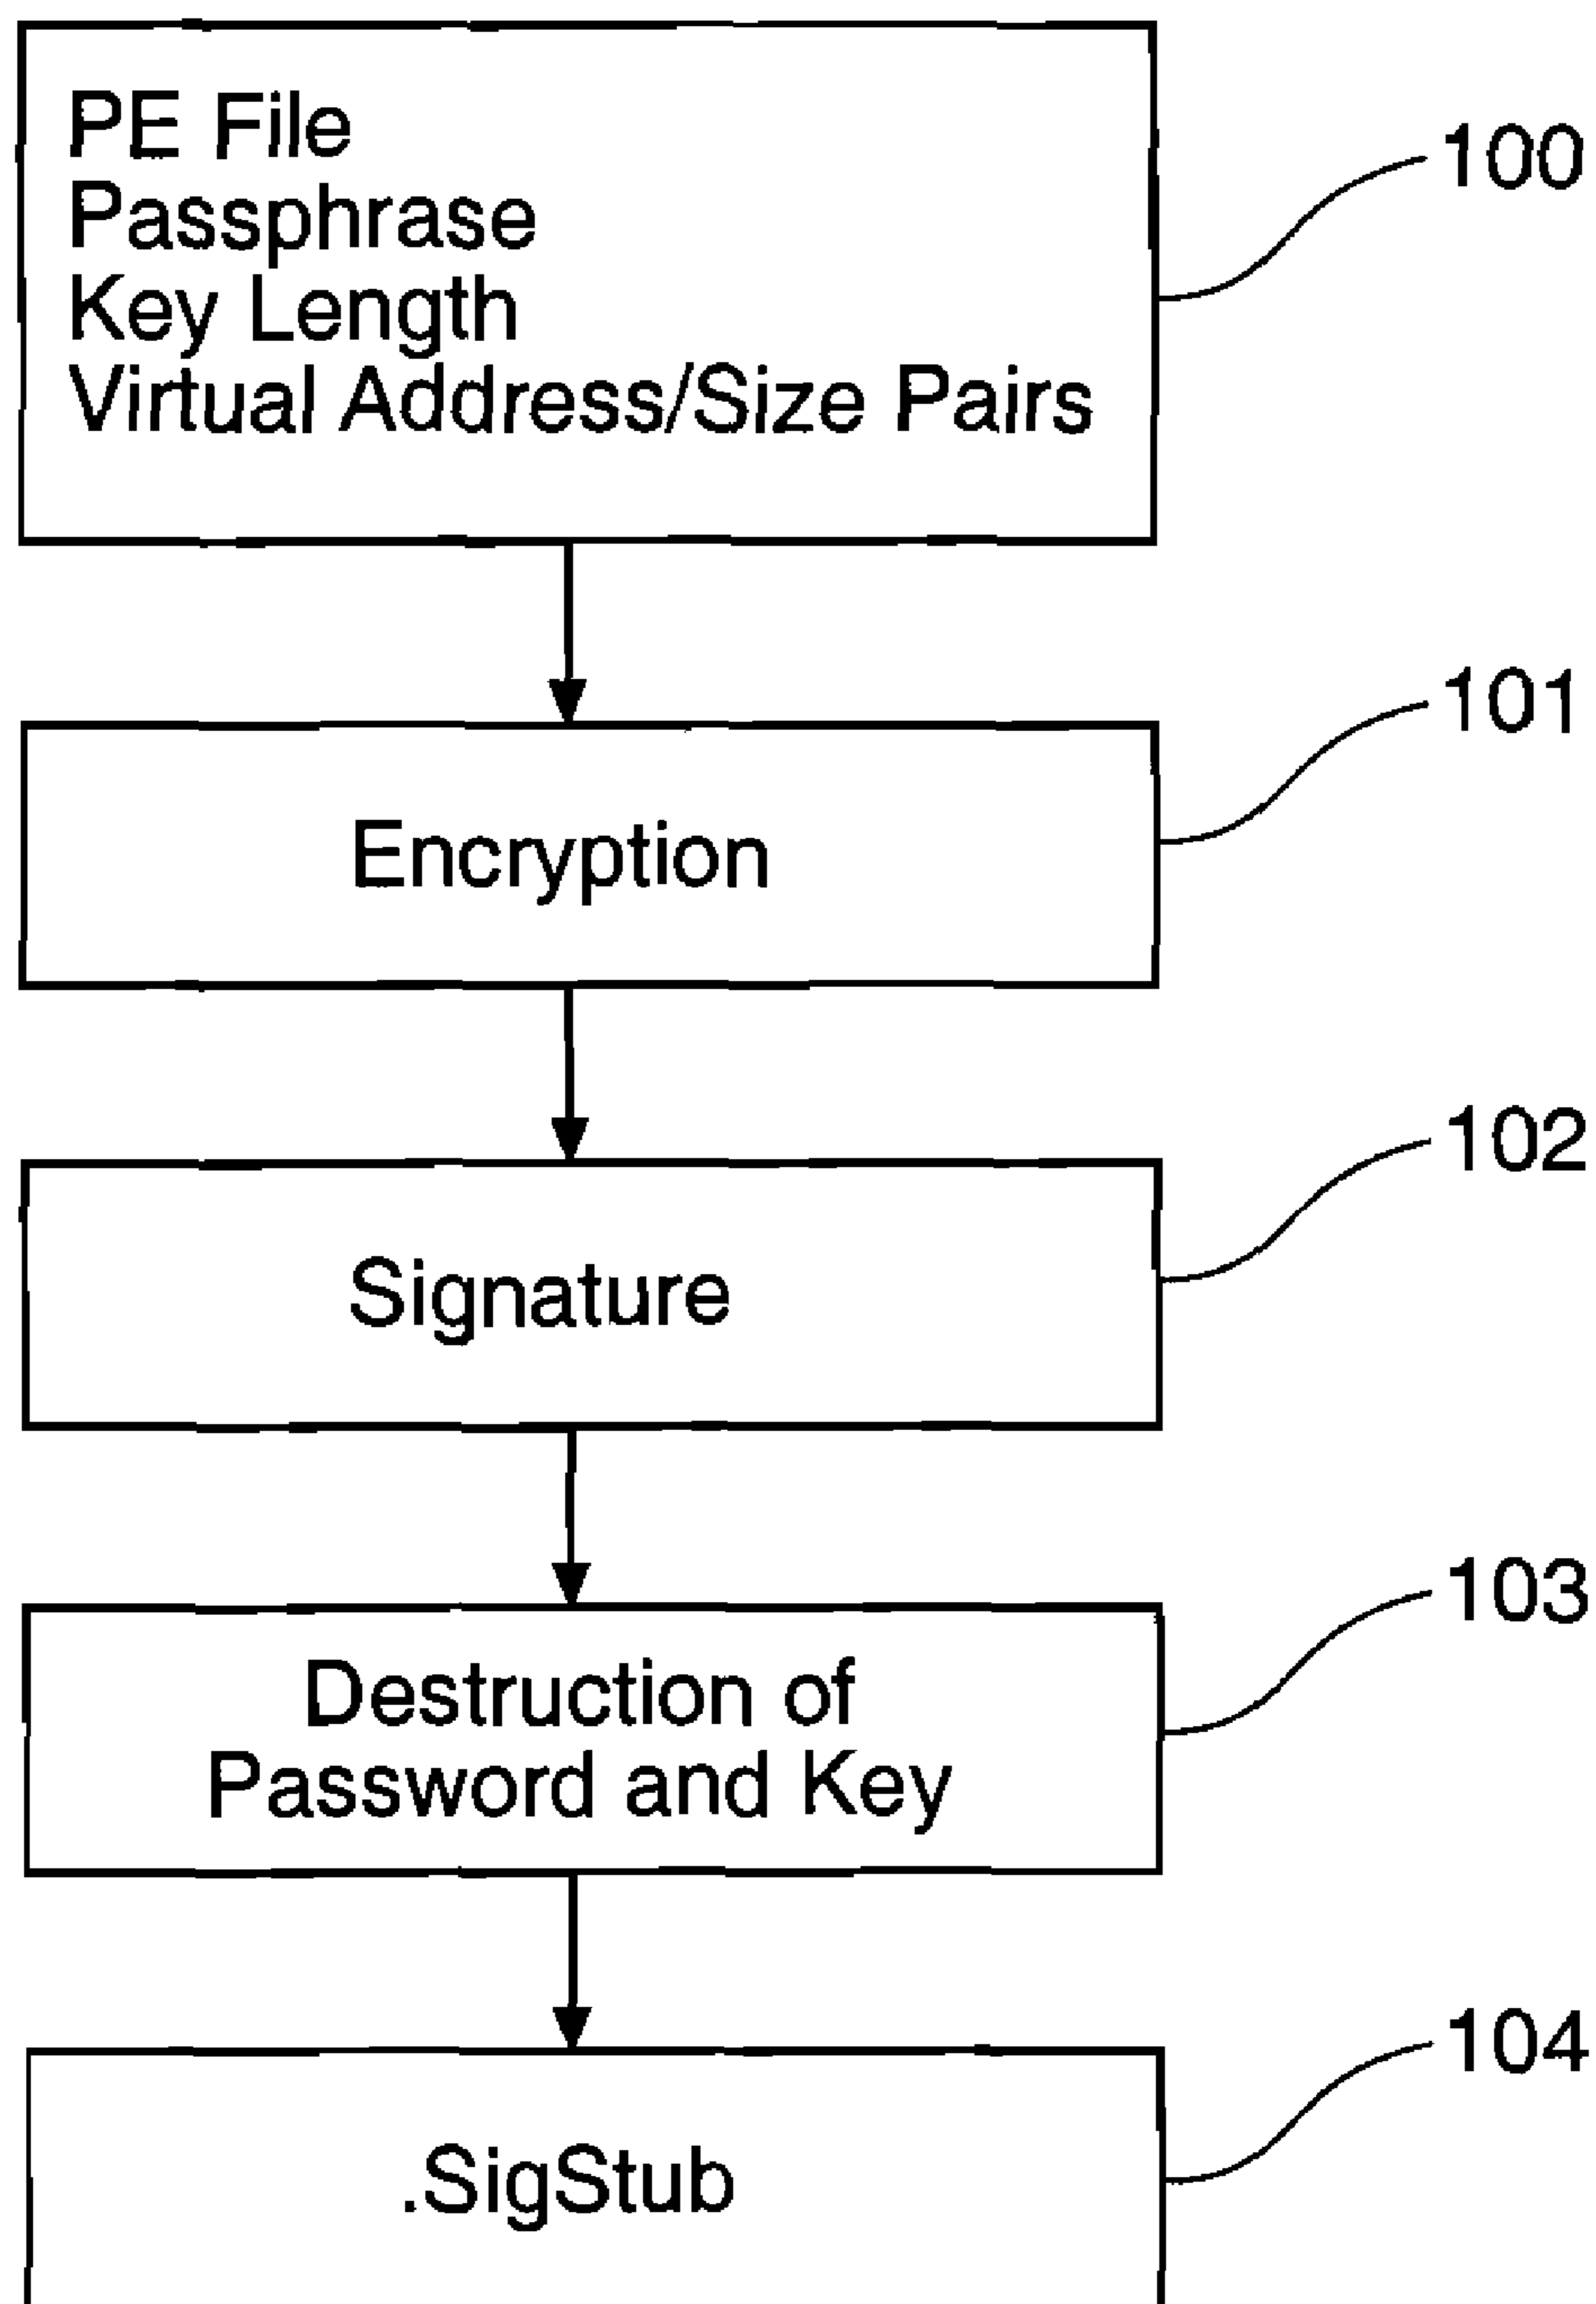 PE File
Passphrase
Key Length
Virtual Address/Size Pairs
100
Encryption
101
Signature
102
Destruction of
Password and Key
103
.SigStub
104